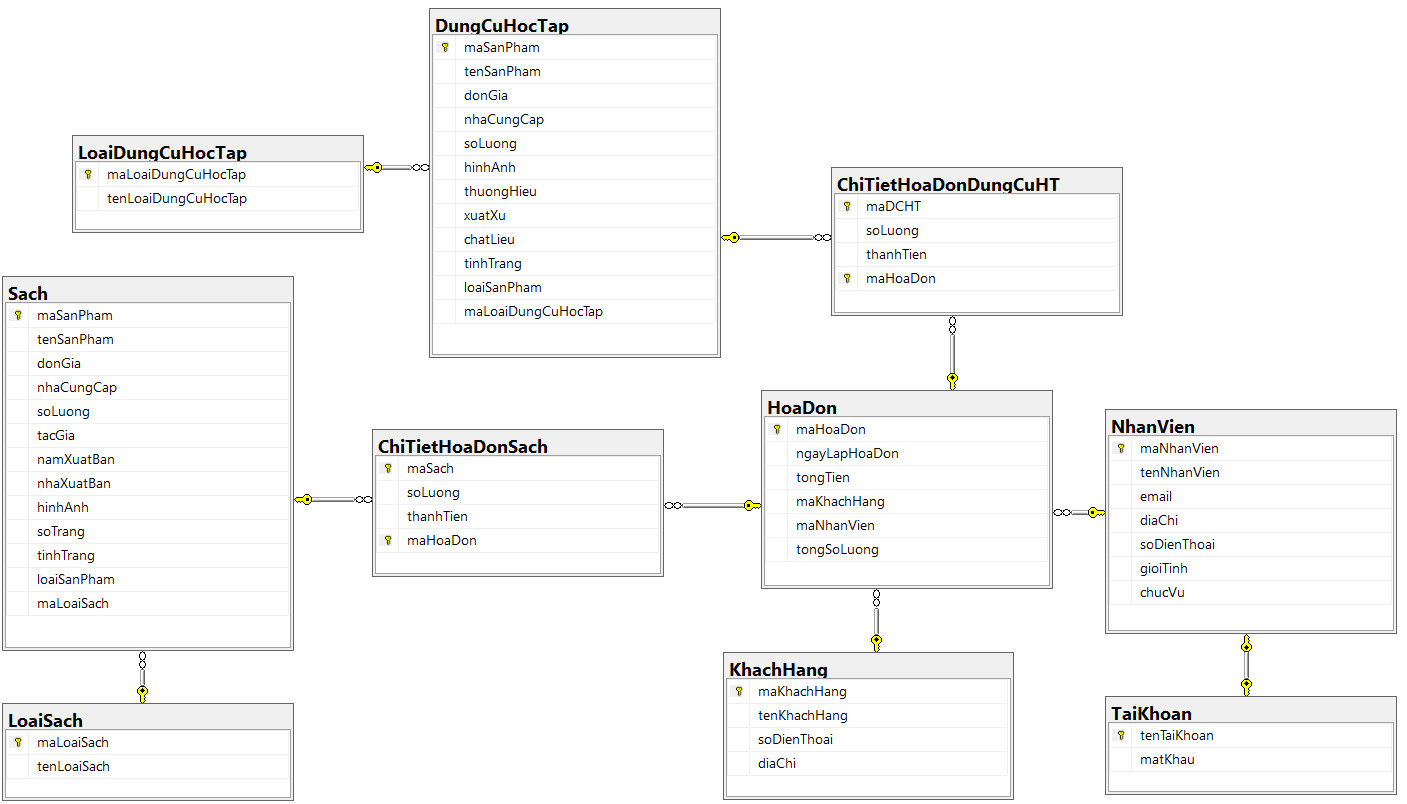 DungCuHocTap
maSanPham
tenSanPham
donGia
nhaCungCap
soLuong
hinhAnh
thuongHieu
xuatXu
chatLieu
tinhTrang
loaiSanPham
maLoaiDungCuHocTap
LoaiDungCuHocTap
maLoaiDungCuHocTap
tenLoaiDungCuHocTap
ChiTietHoaDonDungCuHT
maDCHT
soLuong
thanhTien
maHoaDon
Sach
maSanPham
tenSanPham
donGia
nhaCungCap
soLuong
tacGia
namXuatBan
nhaXuatBan
hinhAnh
soTrang
tinhTrang
loaiSanPham
maLoaiSach
ChiTietHoaDonSach
maSach
soLuong
thanhTien
maHoaDon
HoaDon
maHoaDon
ngayLapHoaDon
tongTien
maKhachHang
maNhanVien
tongSoLuong
NhanVien
maNhanVien
tenNhanVien
email
diaChi
soDienThoai
gioiTinh
chucVu
LoaiSach
maLoaiSach
tenLoaiSach
KhachHang
maKhachHang
tenKhachHang
soDienThoai
diaChi
TaiKhoan
tenTaiKhoan
matKhau